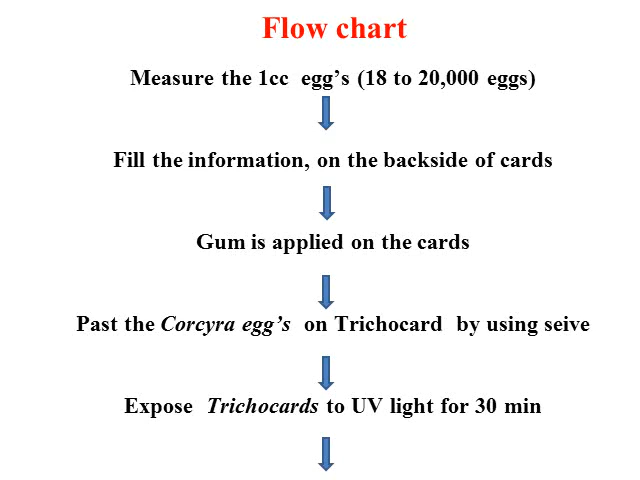 Flow chart
Measure the 1cc egg’s (18 to 20,000 eggs)
Fill the information, on the backside of cards
Gum is applied on the cards
Past the Corcyra egg’s on Trichocard by using seive
Expose Trichocards to UV light for 30 min